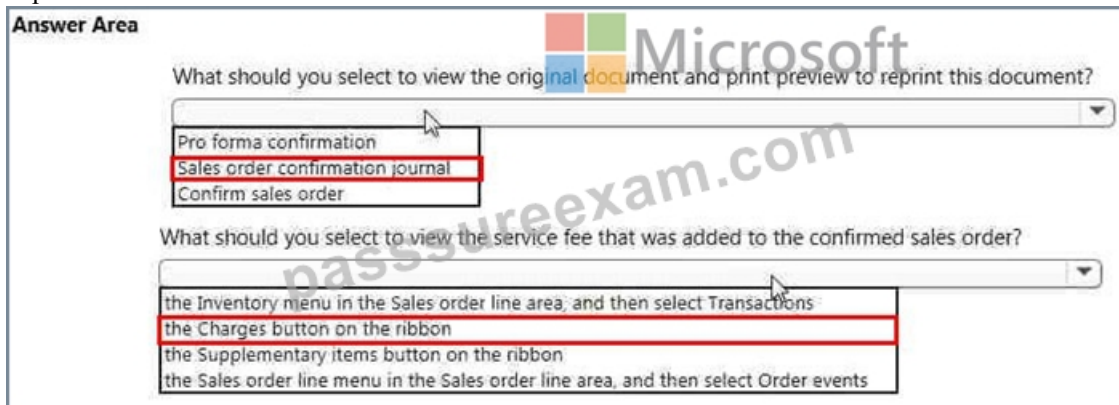 Answer Area
Microsoft
What should you select to view the original document and print preview to reprint this document?
Pro forma confirmation
Sales order confirmation journal
Confirm sales order
passsureexam.com
What should you select to view the service fee that was added to the confirmed sales order?
the Inventory menu in the Sales order line area, and then select Transactions
the Charges button on the ribbon
the Supplementary items button on the ribbon
the Sales order line menu in the Sales order line area, and then select Order events